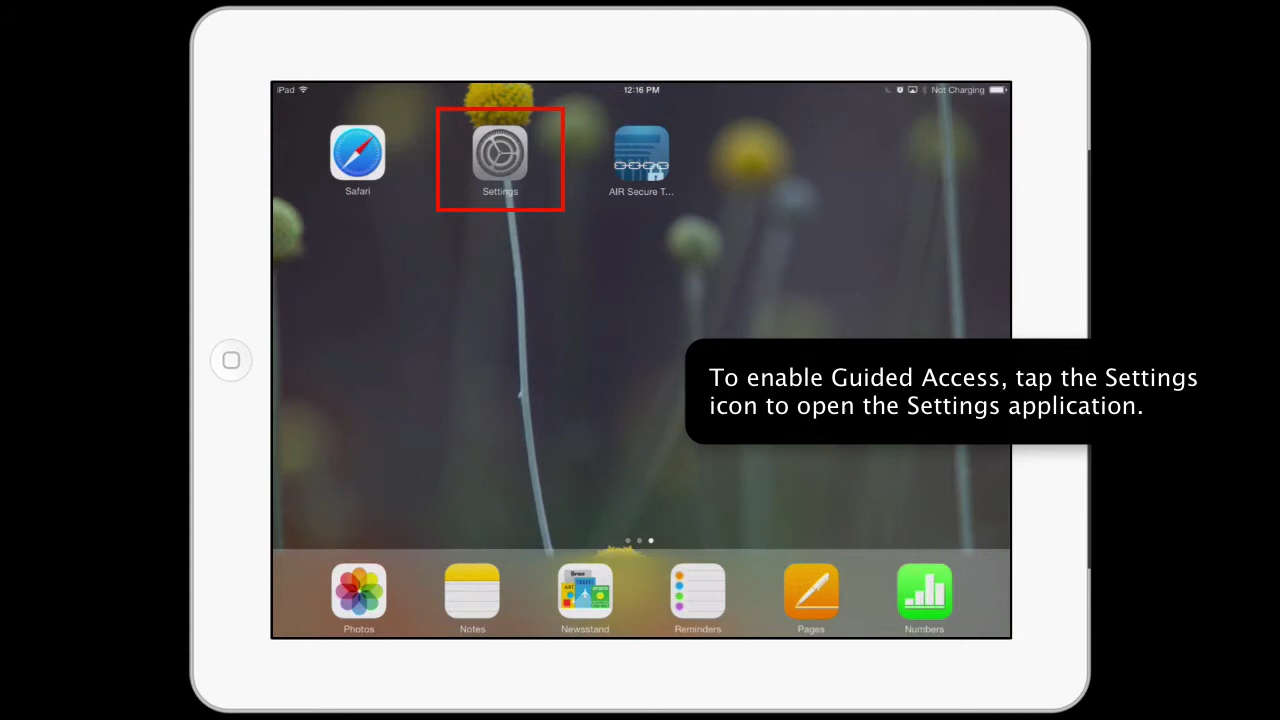 iPad
12:16 PM
Not Charging
Safari
Settings
AIR Secure T...
To enable Guided Access, tap the Settings
icon to open the Settings application.
Photos
Notes
Newsstand
Reminders
Pages
Numbers